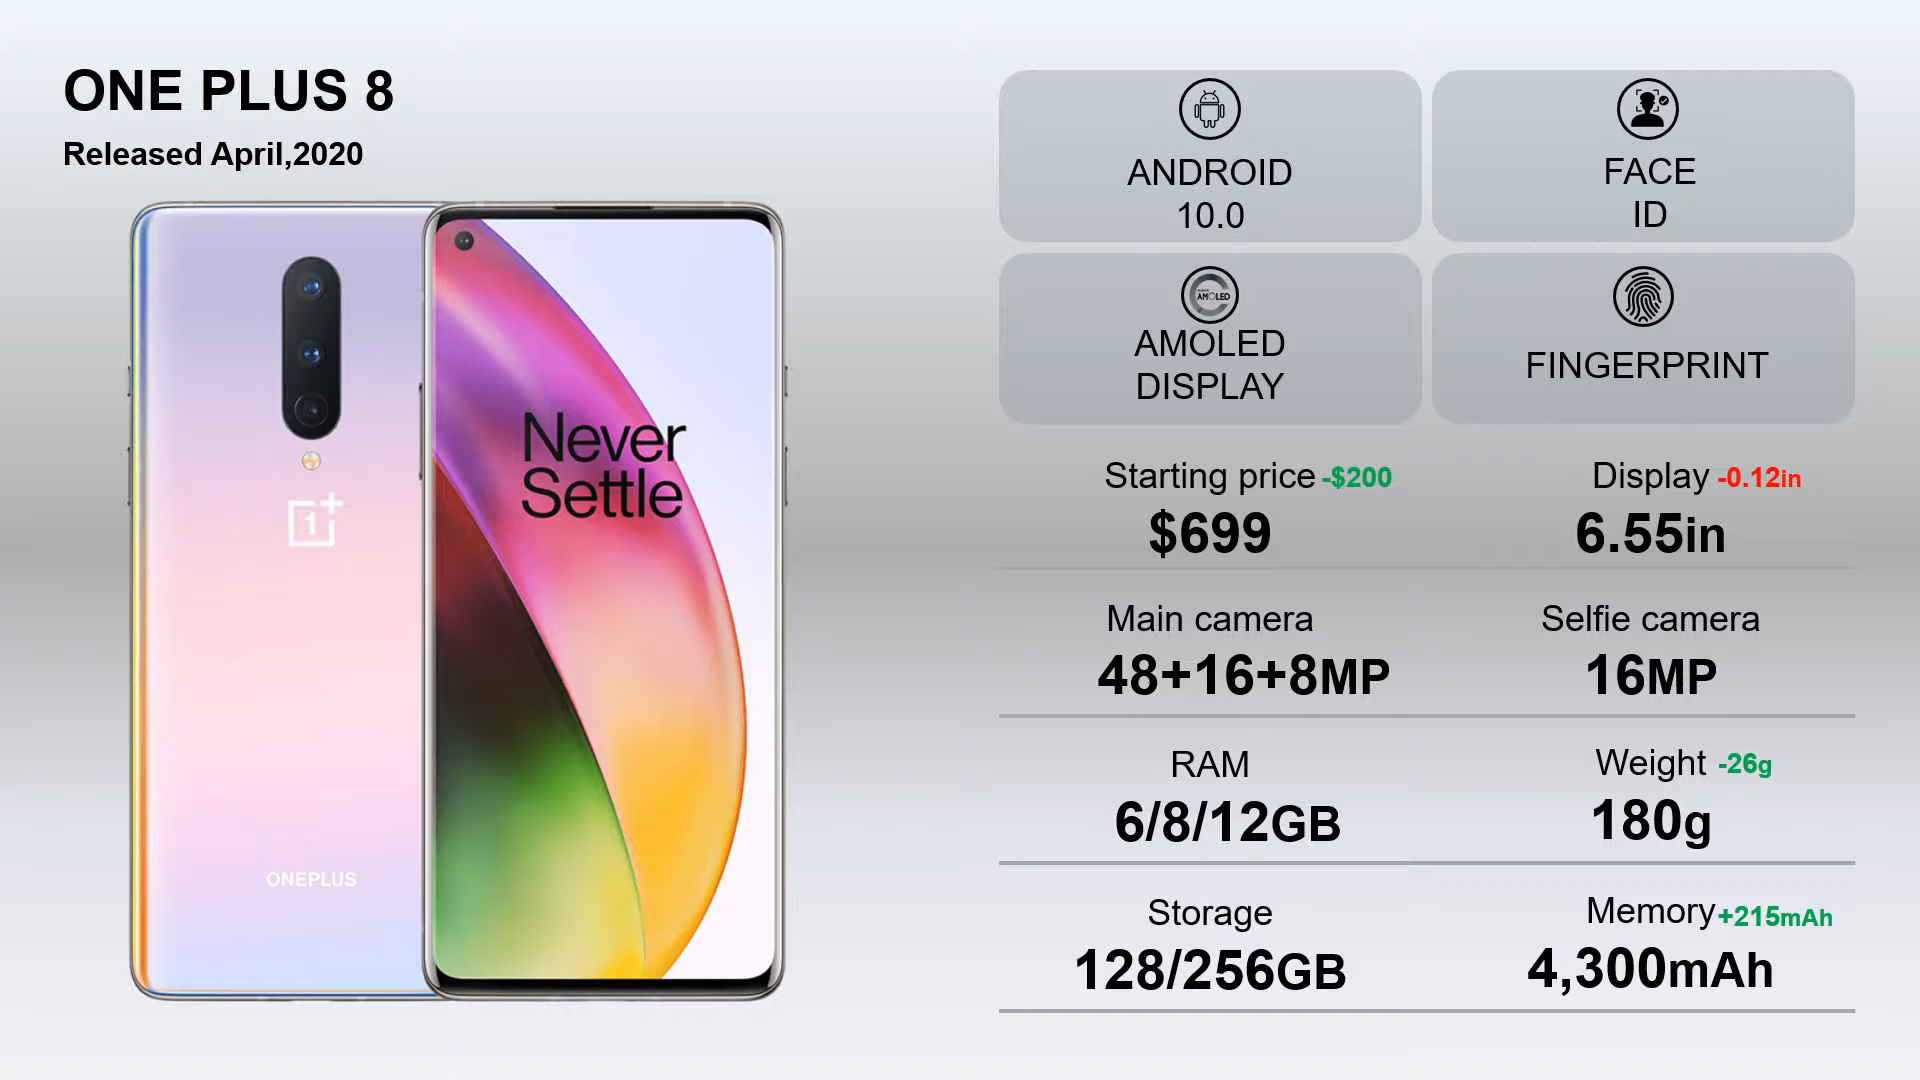 ONE PLUS 8
Released April,2020
Never
Settle
1+
ONEPLUS
ANDROID
10.0
FACE
ID
SUPER
AMOLED
AMOLED
DISPLAY
FINGERPRINT
Starting price -$200
$699
Display -0.12in
6.55in
Main camera
48+16+8MP
Selfie camera
16MP
RAM
6/8/12GB
Weight -26g
180g
Storage
128/256GB
Memory +215mAh
4,300mAh